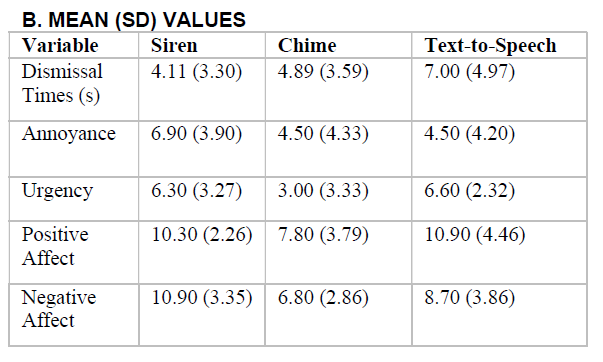 B. MEAN (SD) VALUES
Variable Siren Chime Text-to-Speech
Dismissal 4.11 (3.30) 4.89 (3.59) 7.00 (4.97)
Times (s)
Annoyance 6.90 (3.90) 4.50 (4.33) 4.50 (4.20)
Urgency 6.30 (3.27) 3.00 (3.33) 6.60 (2.32)
Positive 10.30 (2.26) 7.80 (3.79) 10.90 (4.46)
Affect
Negative 10.90 (3.35) 6.80 (2.86) 8.70 (3.86)
Affect